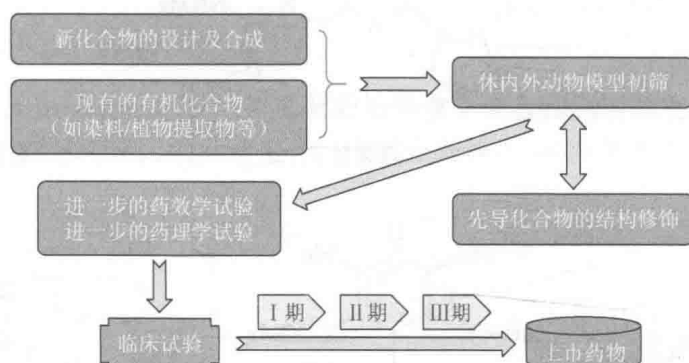 新化合物的设计及合成
现有的有机化合物
（如染料/植物提取物等）
体内外动物模型初筛
先导化合物的结构修饰
进一步的药效学试验
进一步的药理学试验
临床试验
Ⅰ期
Ⅱ期
Ⅲ期
上市药物